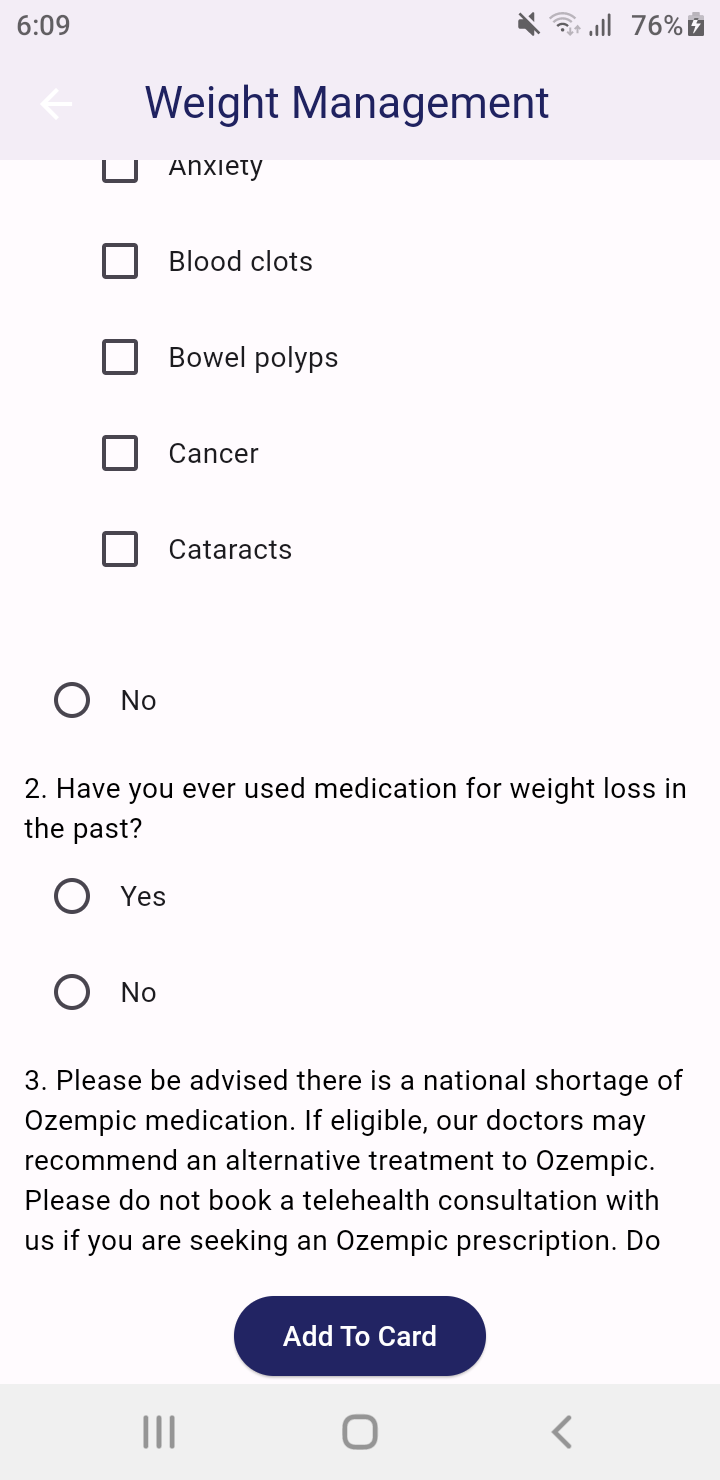 6:09
76%
Weight Management
Anxiety
Blood clots
Bowel polyps
Cancer
Cataracts
No
2. Have you ever used medication for weight loss in
the past?
Yes
No
3. Please be advised there is a national shortage of
Ozempic medication. If eligible, our doctors may
recommend an alternative treatment to Ozempic.
Please do not book a telehealth consultation with
us if you are seeking an Ozempic prescription. Do
Add To Card